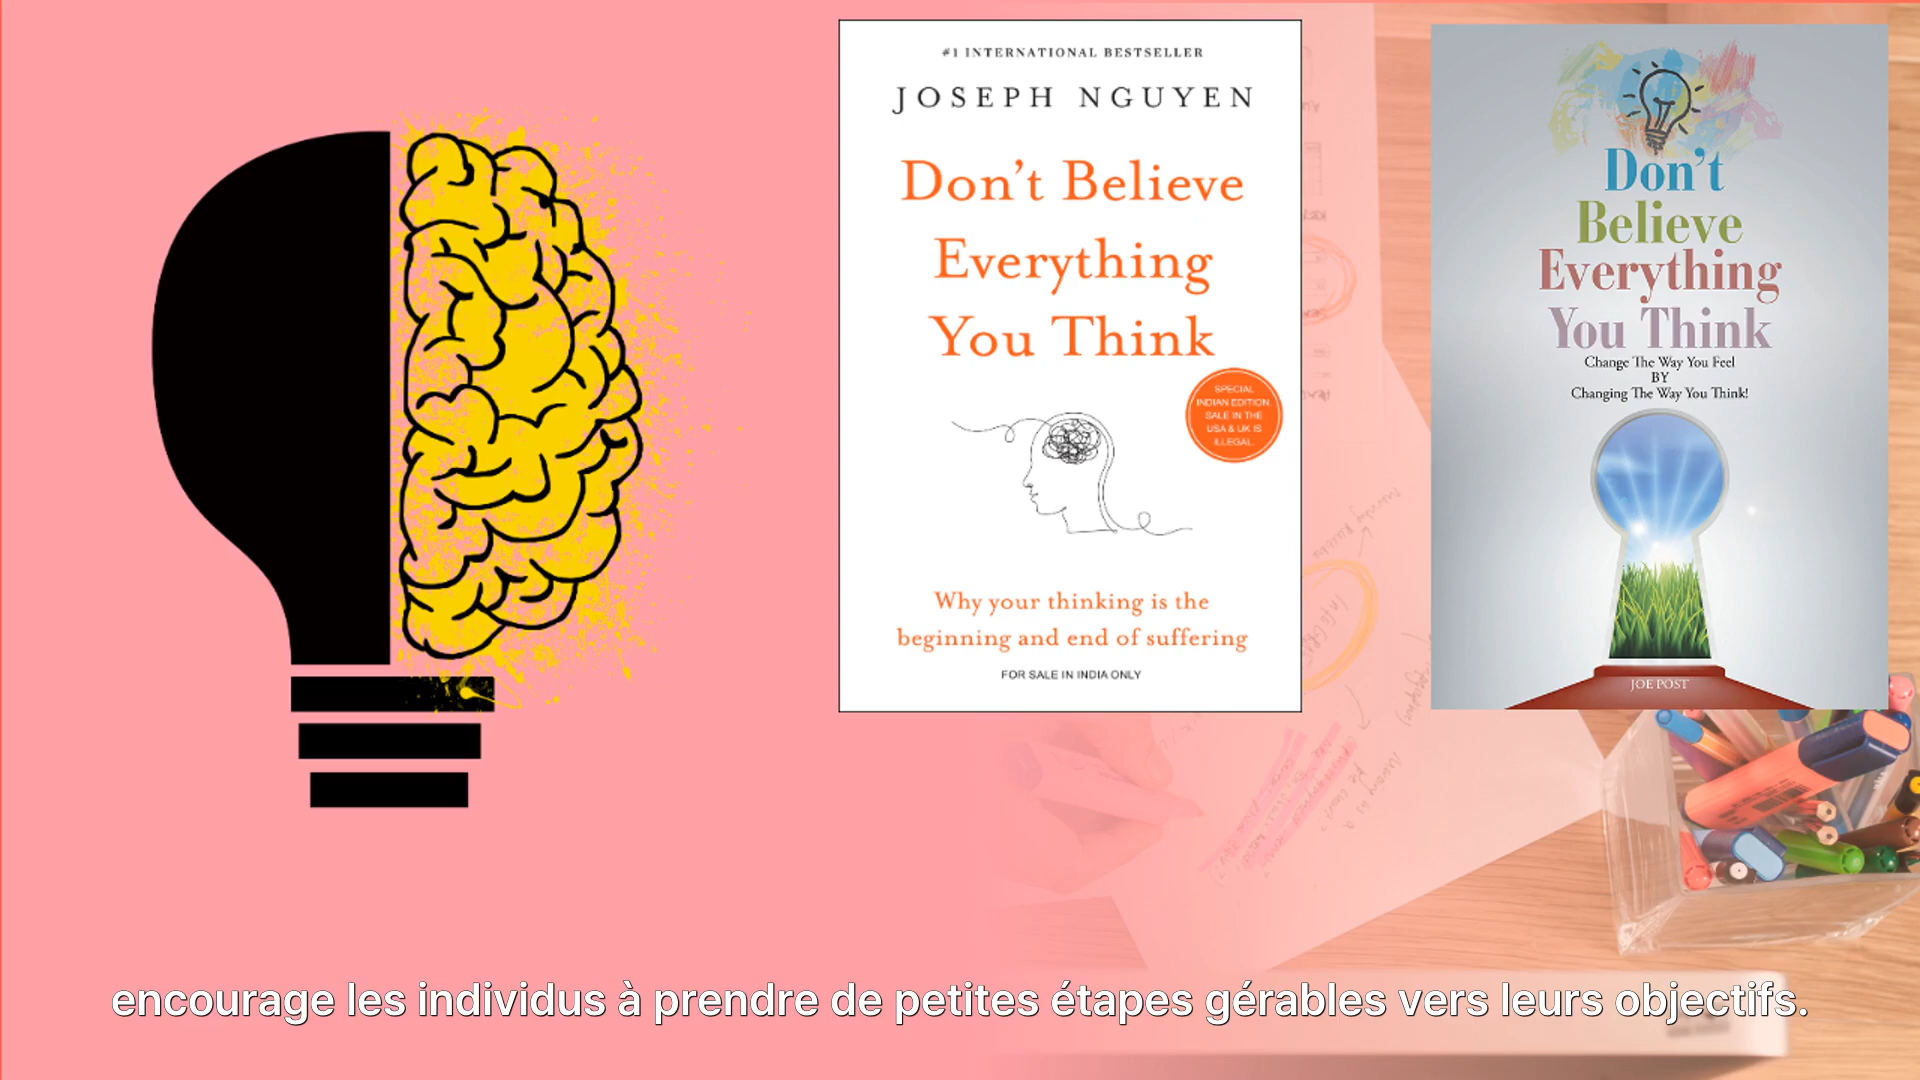 #1 INTERNATIONAL BESTSELLER
JOSEPH NGUYEN
Don't Believe
Everything
You Think
SPECIAL
INDIAN EDITION.
SALE IN THE
USA & UK IS
ILLEGAL
Why your thinking is the
beginning and end of suffering
FOR SALE IN INDIA ONLY
Don't
Believe
Everything
You Think
Change The Way You Feel
BY
Changing The Way You Think!
JOE POST
encourage les individus à prendre de petites étapes gérables vers leurs objectifs.